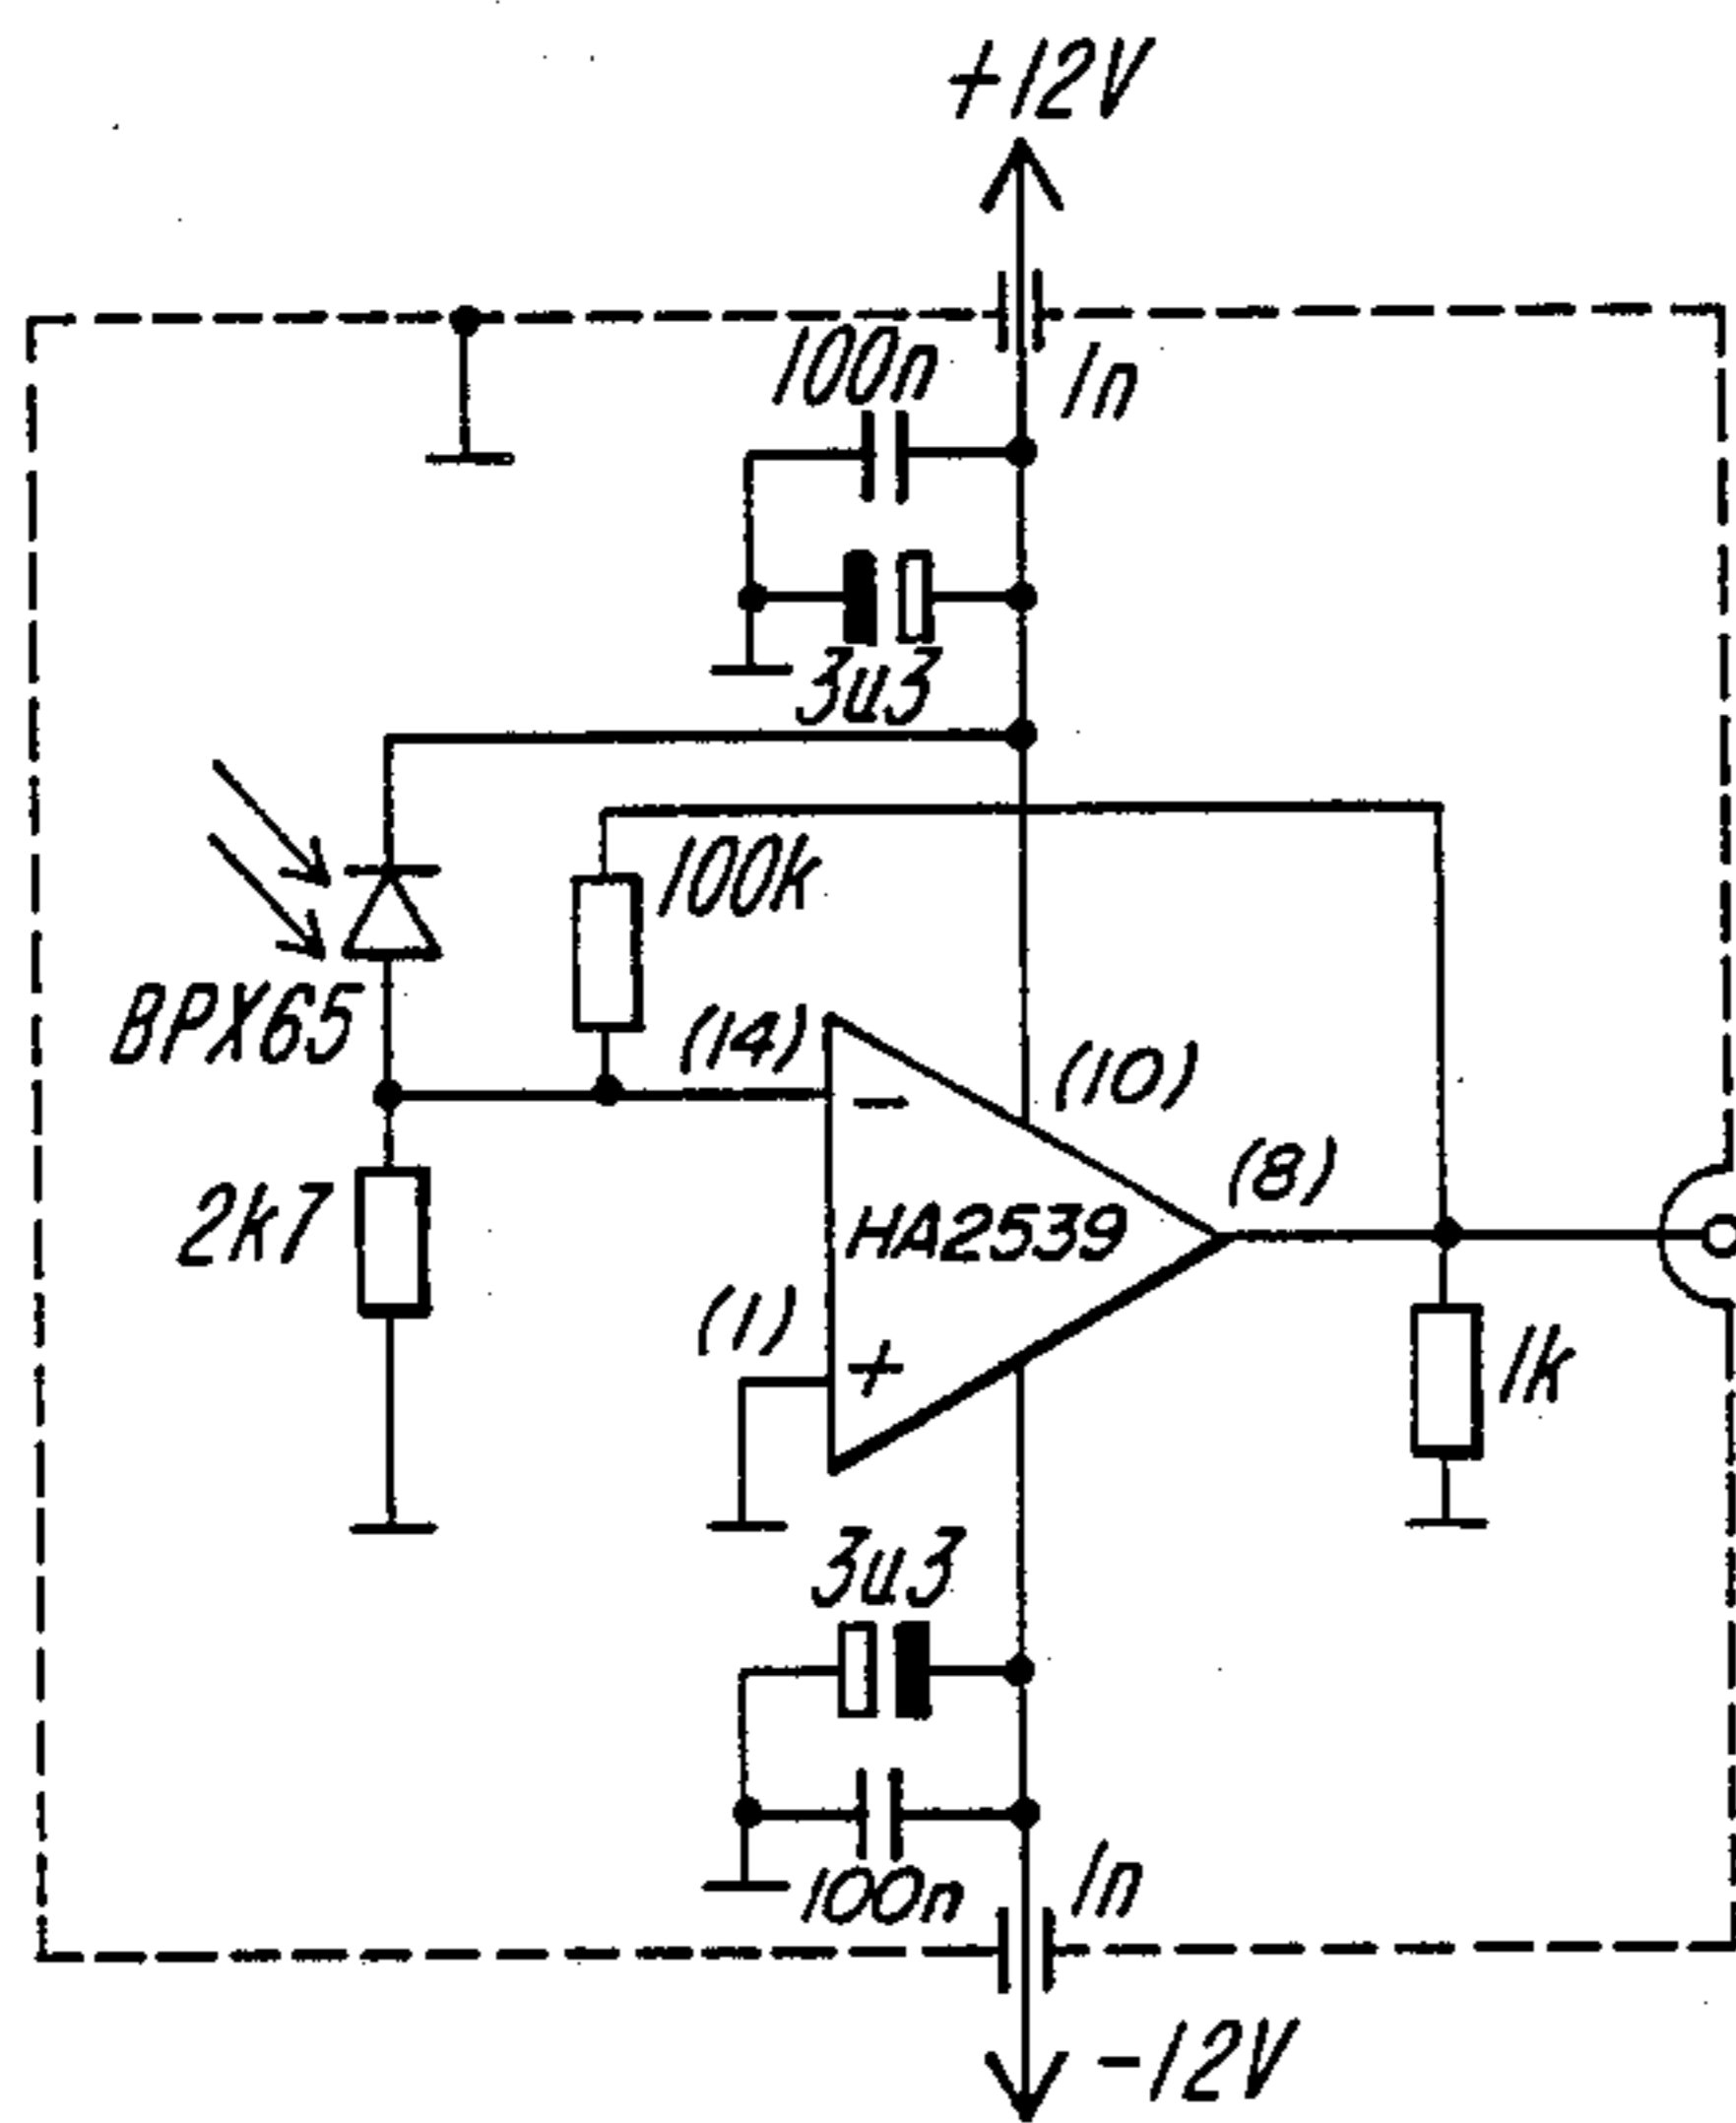 +12V
100n
1n
3u3
100k
BPX65
(14)
(10)
(8)
-
HA2539
2k7
(1)
+
1k
3u3
100n
1n
-12V